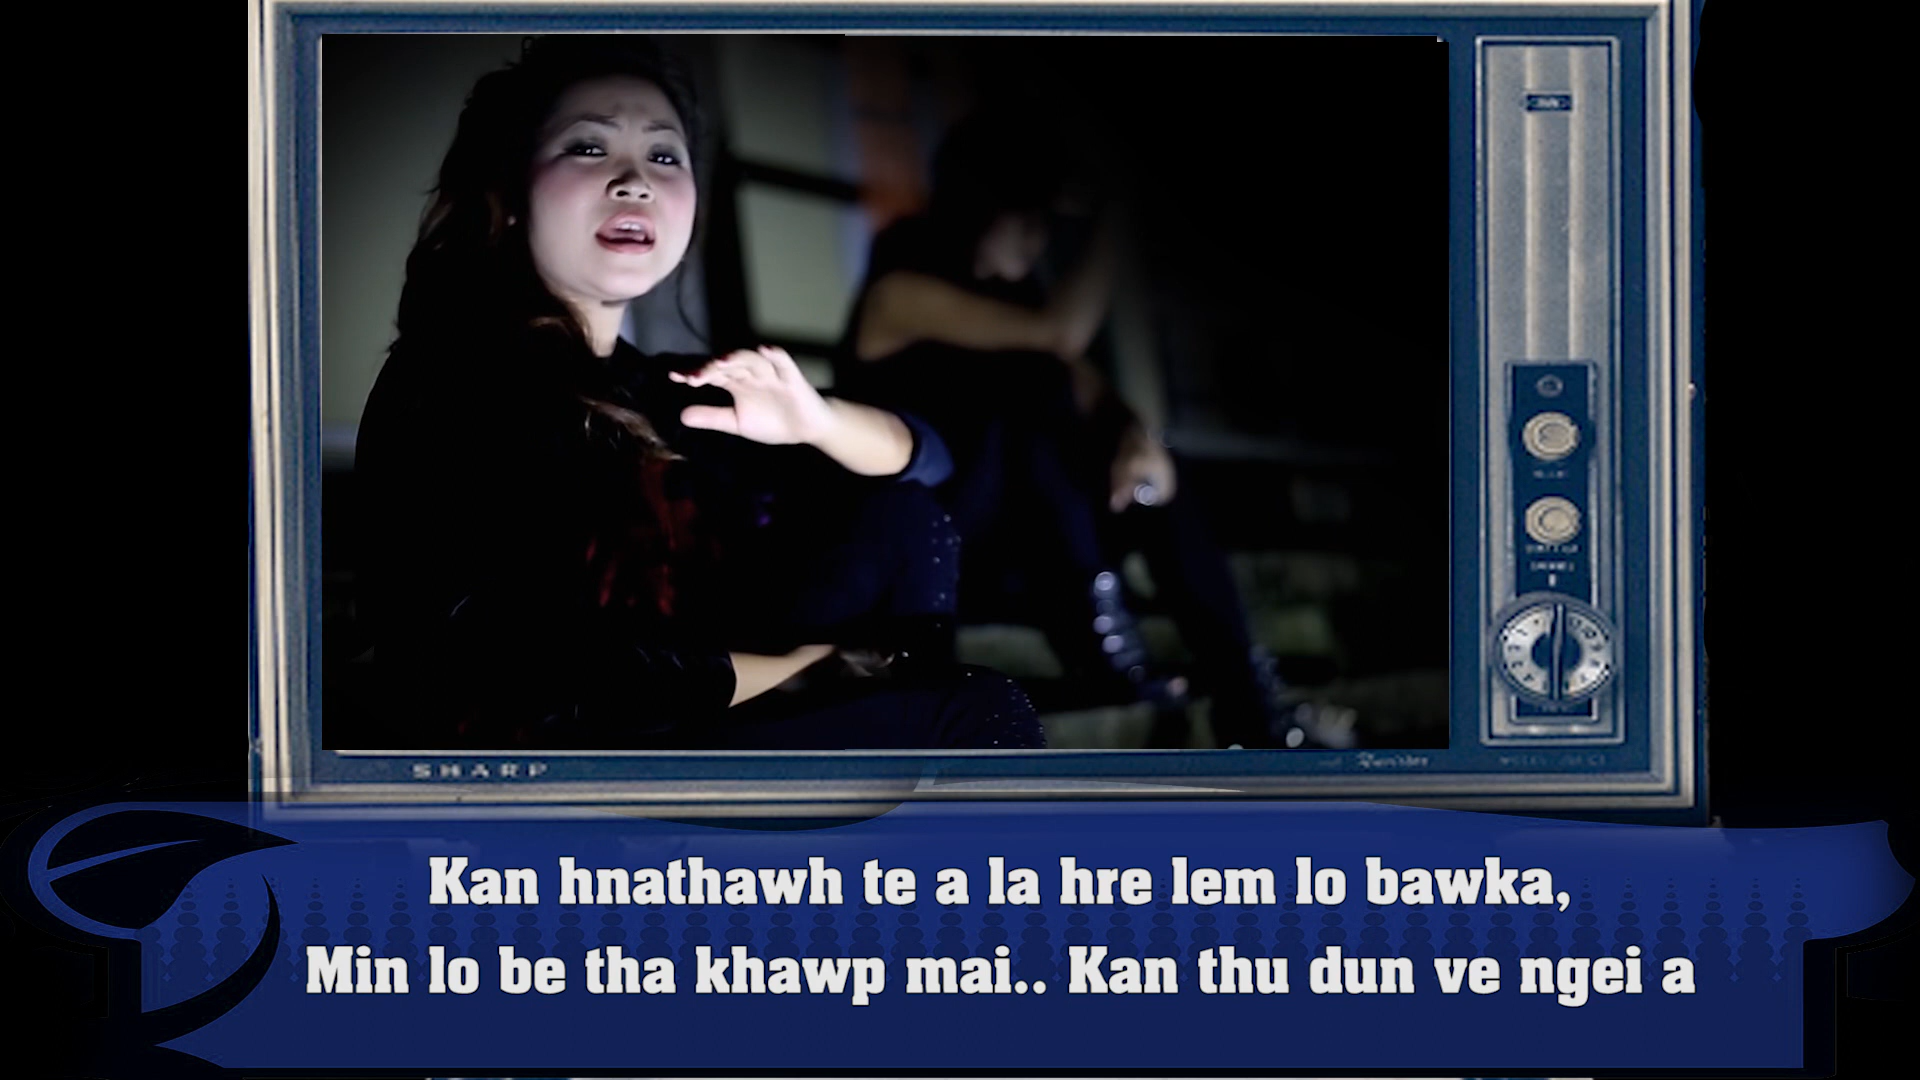 SHARP
Kan hnathawh te a la hre lem lo bawka,
Min lo be tha khawp mai.. Kan thu dun ve ngei a